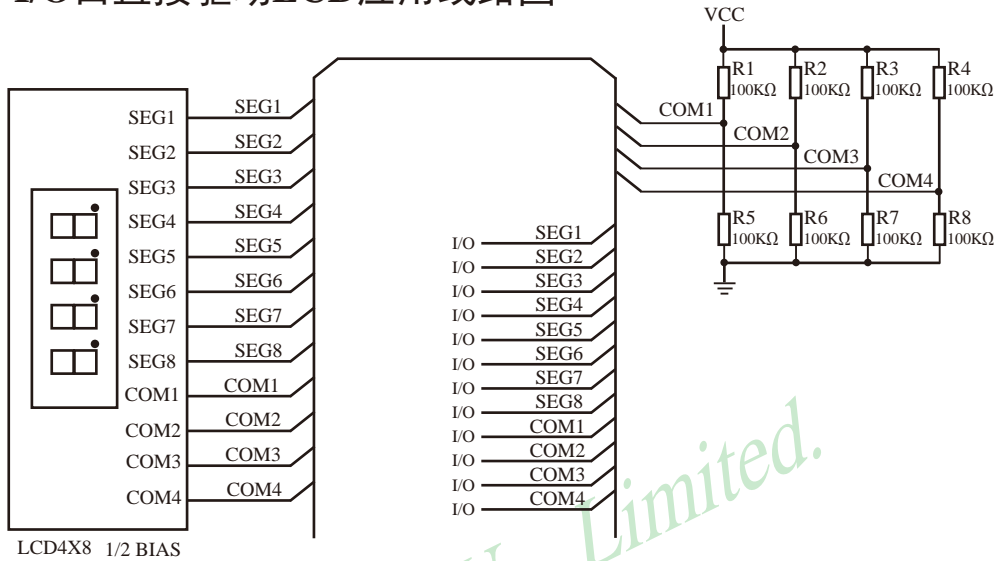 I/O口直接驱动LCD应用线路图
VCC
R1
100KΩ
R2
100KΩ
R3
100KΩ
R4
100KΩ
COM1
COM2
COM3
COM4
R5
100KΩ
R6
100KΩ
R7
100KΩ
R8
100KΩ
SEG1 SEG1
SEG2 SEG2
SEG3 SEG3
SEG4 SEG4
SEG5 SEG5
SEG6 SEG6
SEG7 SEG7
SEG8 SEG8
COM1 COM1
COM2 COM2
COM3 COM3
COM4 COM4
I/O SEG1
I/O SEG2
I/O SEG3
I/O SEG4
I/O SEG5
I/O SEG6
I/O SEG7
I/O SEG8
I/O COM1
I/O COM2
I/O COM3
I/O COM4
LCD4X8 1/2 BIAS
Limited.